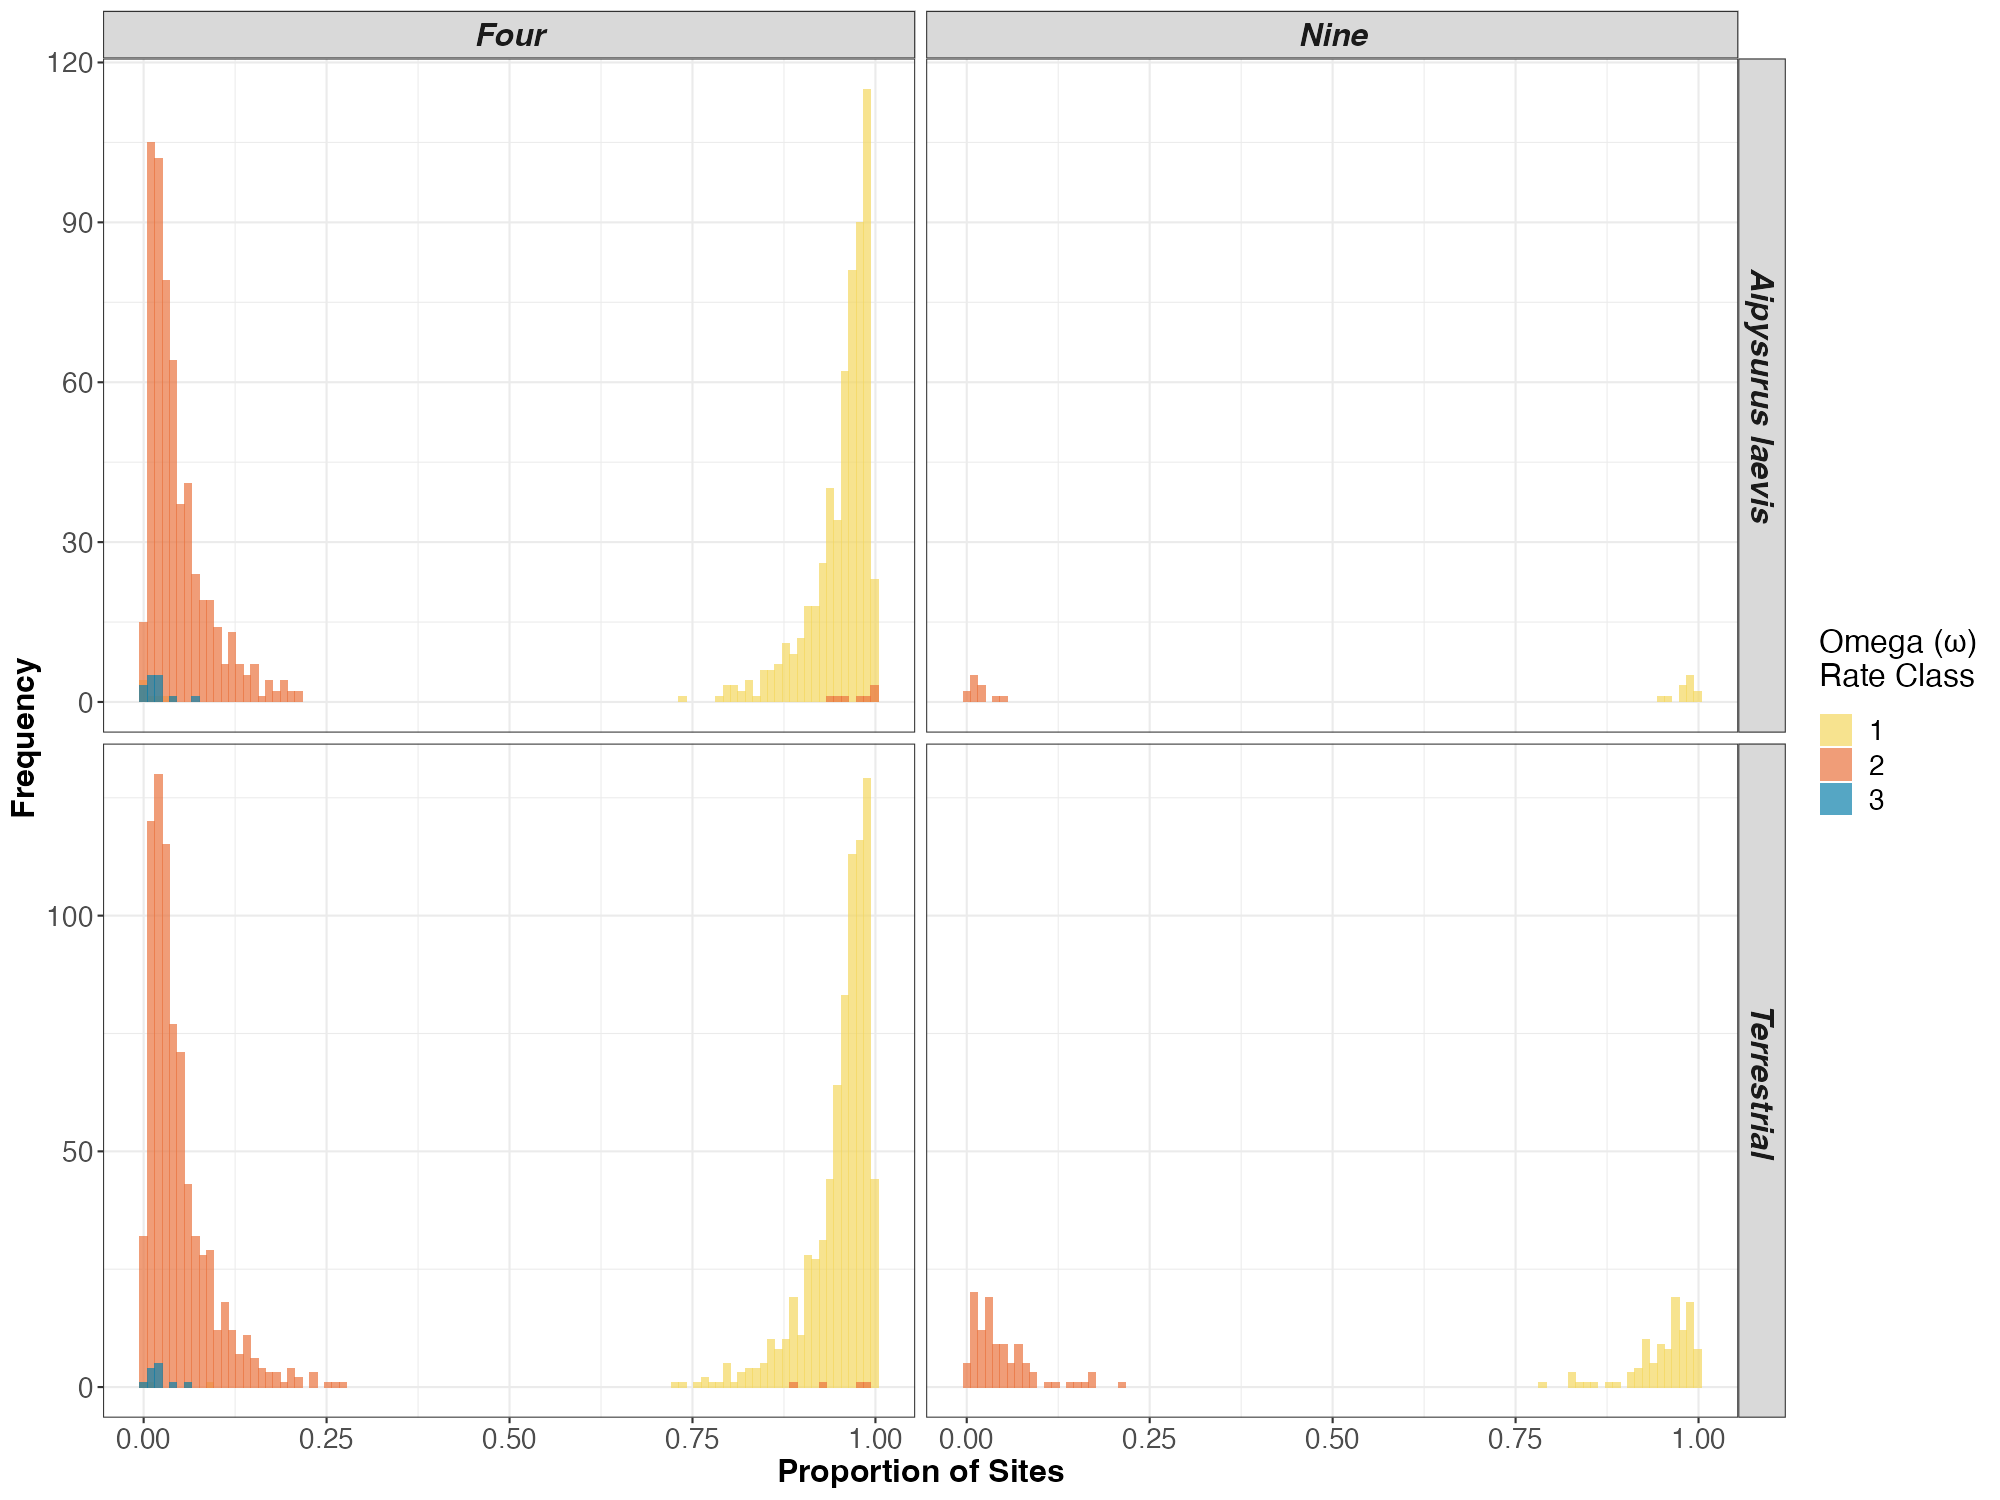 Four
Nine
120
90
60
30
0
Aipysurus laevis
Frequency
100
50
0
Terrestrial
0.00 0.25 0.50 0.75 1.00
0.00 0.25 0.50 0.75 1.00
Proportion of Sites
Omega (ω)
Rate Class
1
2
3